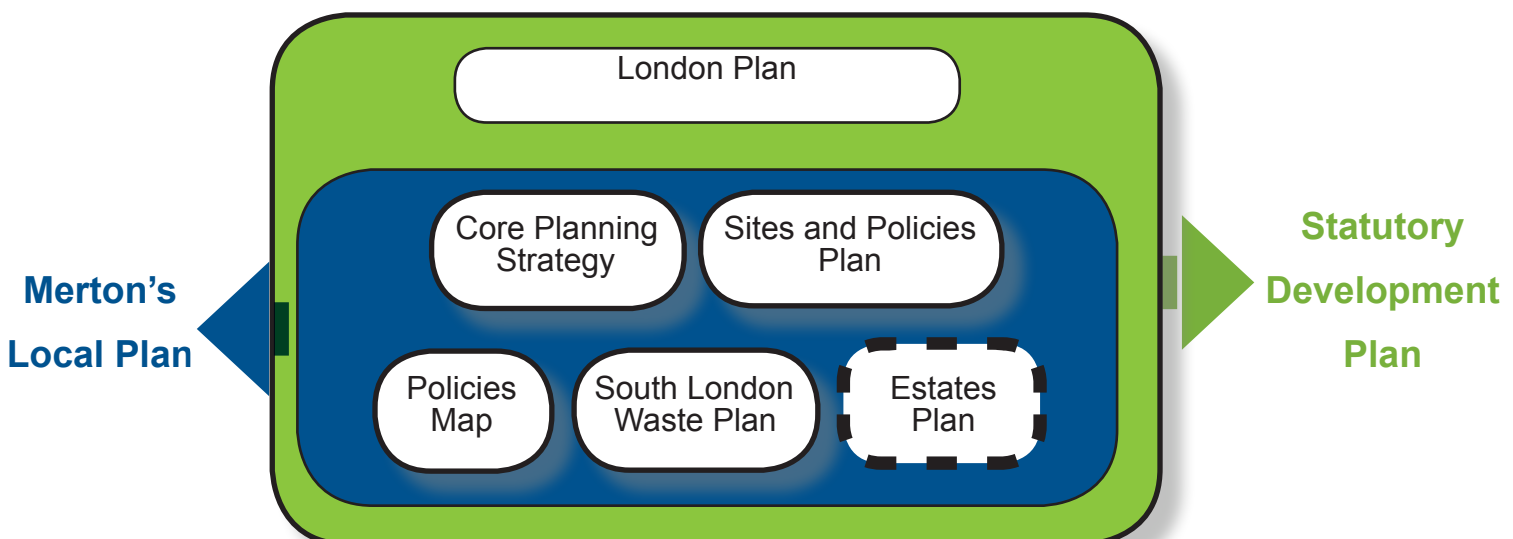 London Plan
Core Planning
Strategy
Sites and Policies
Plan
Policies
Map
South London
Waste Plan
Estates
Plan
Merton’s
Local Plan
Statutory
Development
Plan